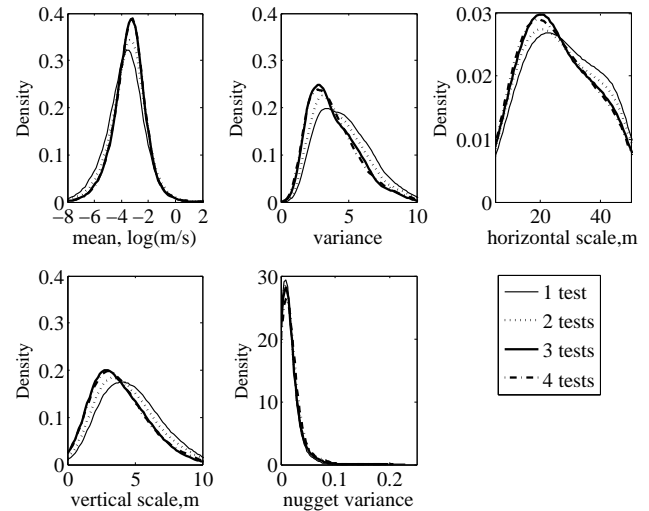 0.4
0.3
0.2
0.1
0
Density
−8 −6 −4 −2 0 2
mean, log(m/s)
0.4
0.3
0.2
0.1
0
Density
0 5 10
variance
0.03
0.02
0.01
0
Density
20 40
horizontal scale,m
0.4
0.3
0.2
0.1
0
Density
0 5 10
vertical scale,m
30
20
10
0
Density
0 0.1 0.2
nugget variance
1 test
2 tests
3 tests
4 tests